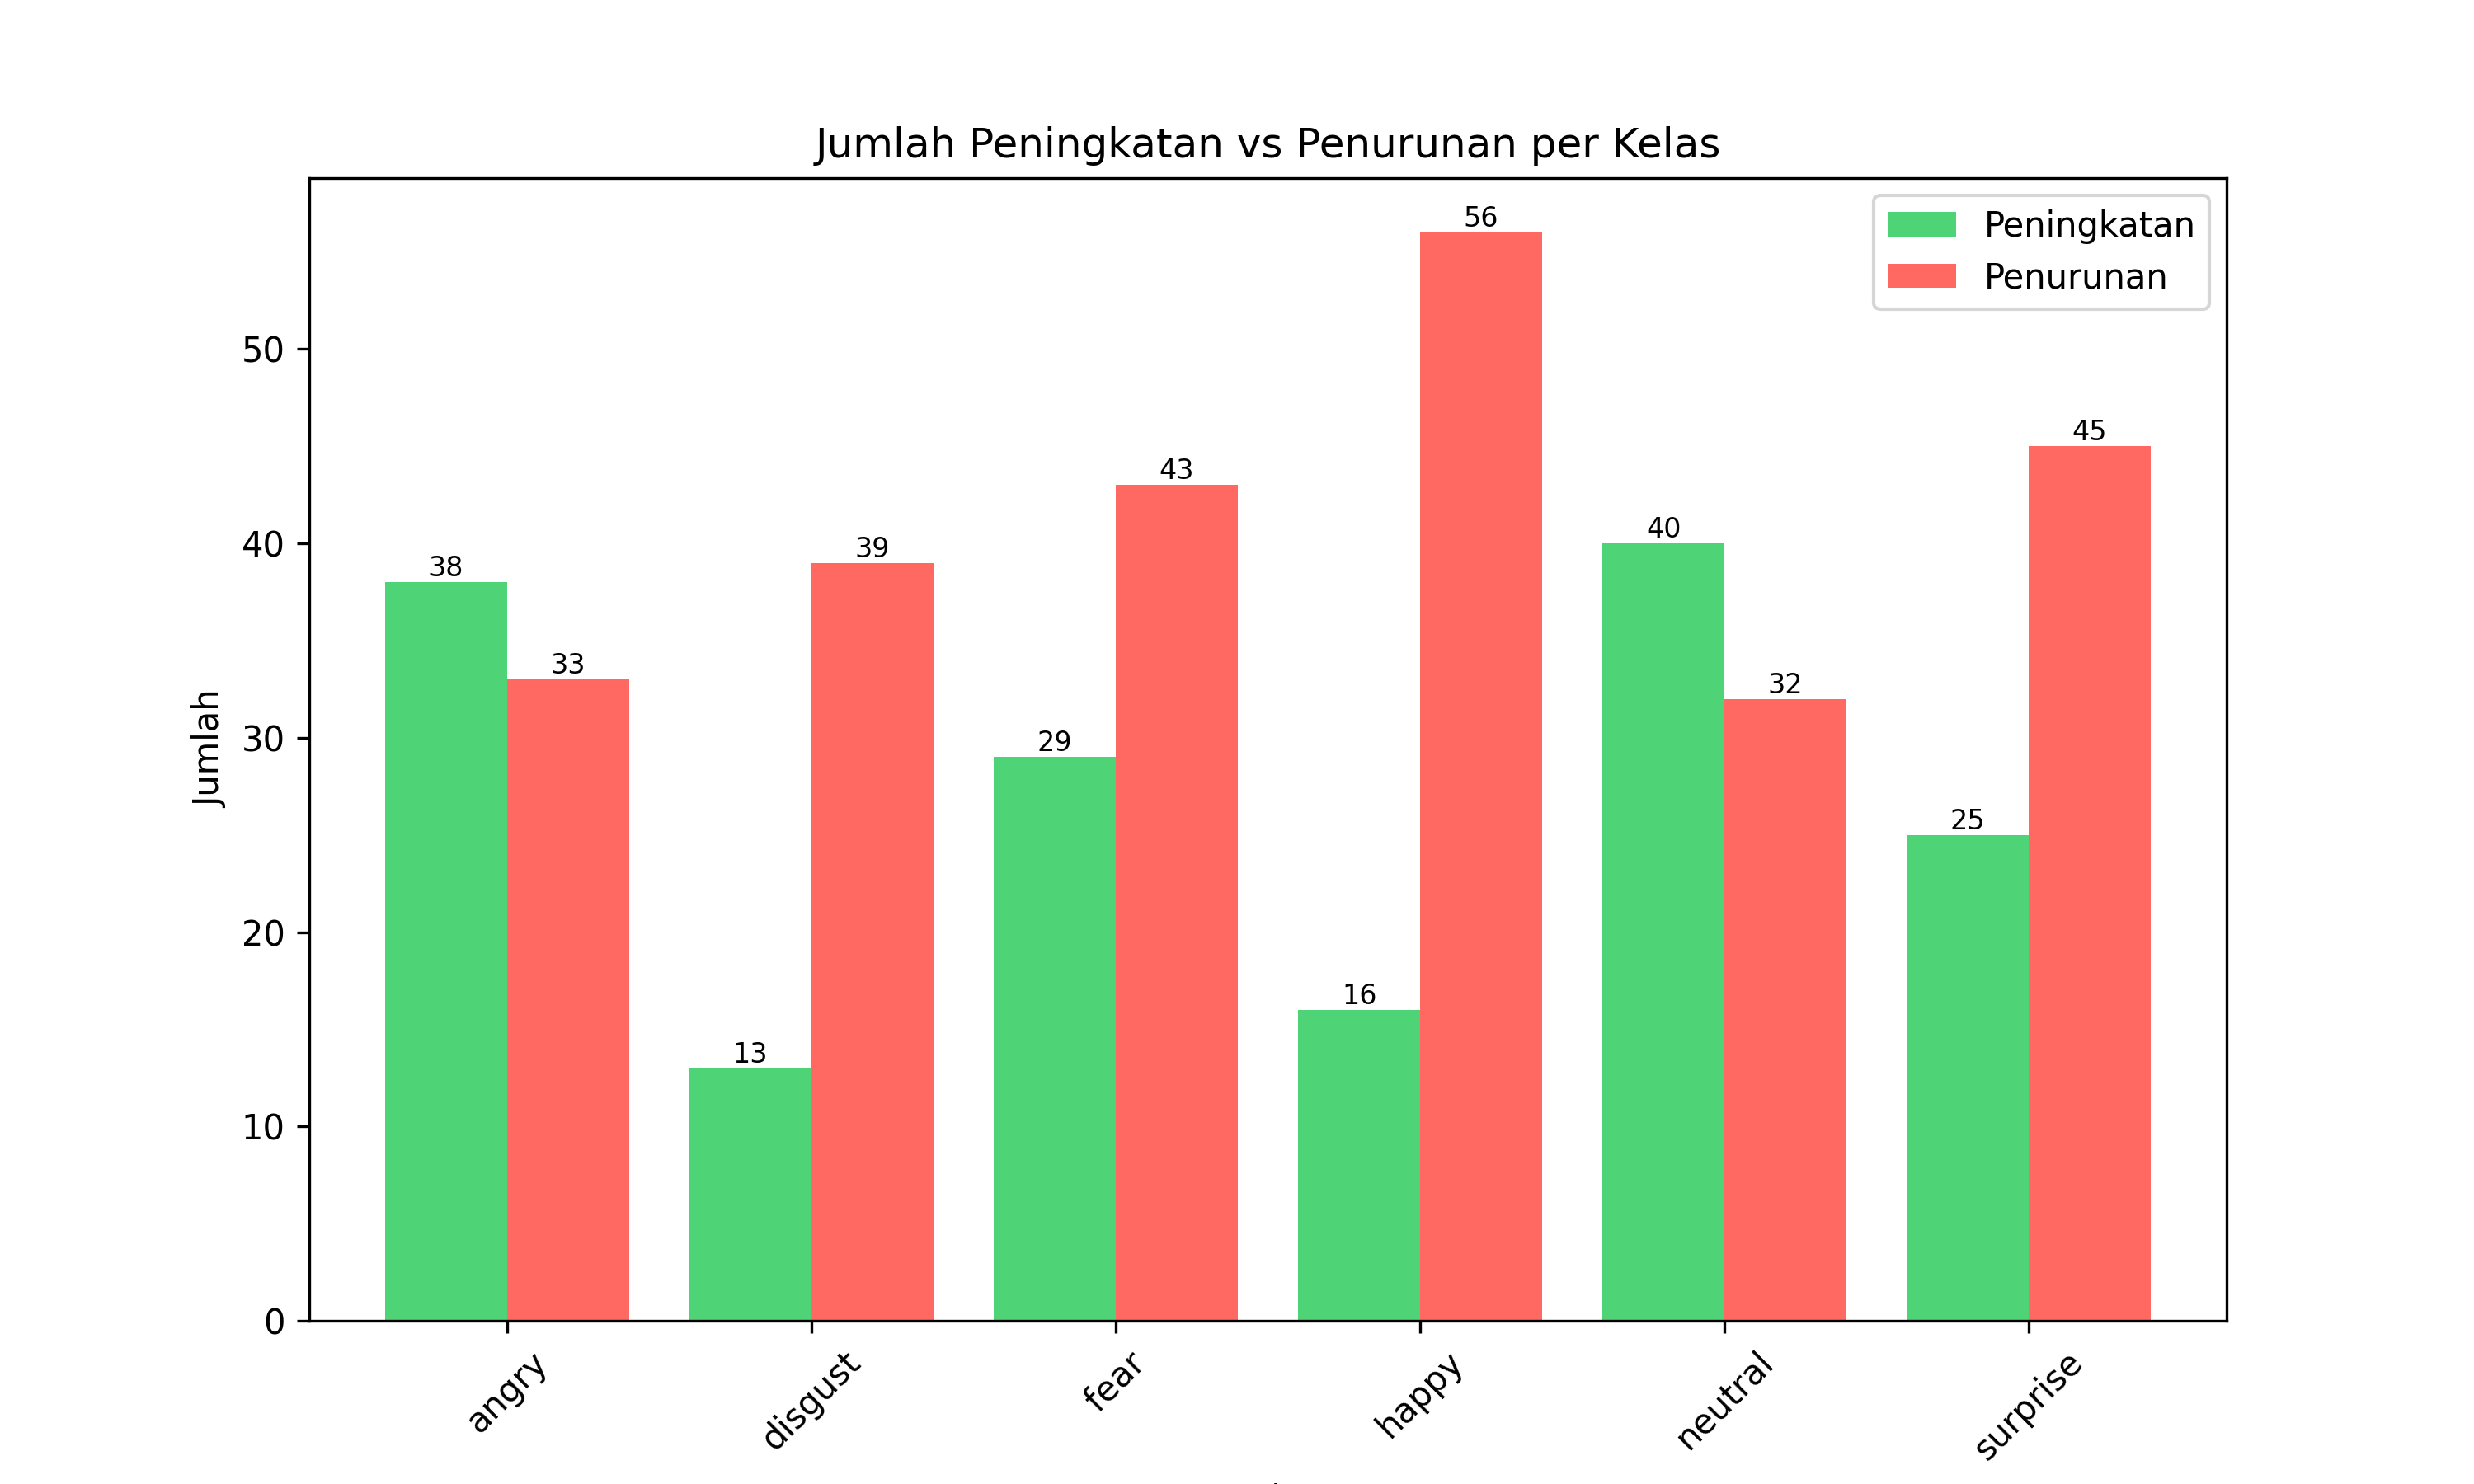 Jumlah Peningkatan vs Penurunan per Kelas
Peningkatan
Penurunan
Jumlah
50
40
30
20
10
0
38
33
13
39
29
43
16
56
40
32
25
45
angry
disgust
fear
happy
neutral
surprise